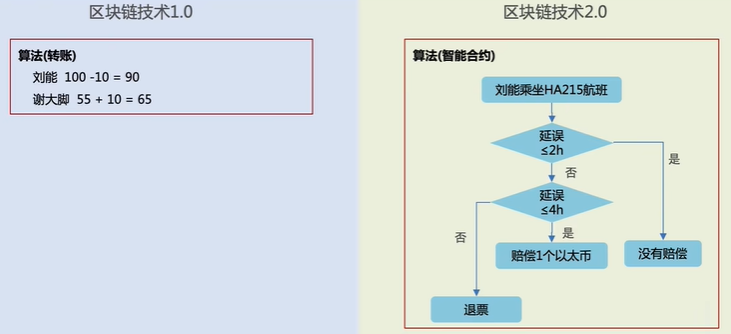 区块链技术1.0
算法(转账)
刘能 100 -10 = 90
谢大脚 55 + 10 = 65
区块链技术2.0
算法(智能合约)
刘能乘坐HA215航班
延误
≤2h
是
否
延误
≤4h
否
是
赔偿1个以太币
没有赔偿
退票